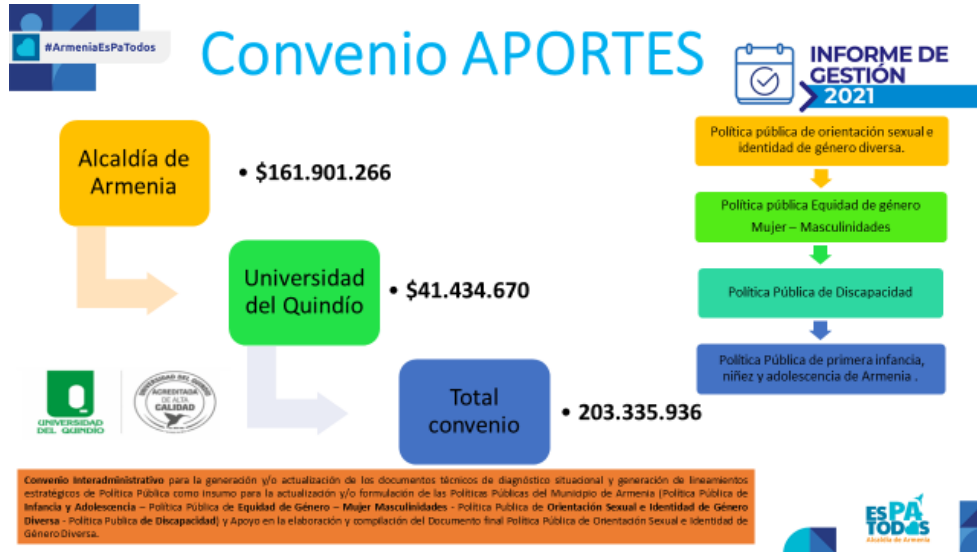 #ArmeniaEsPaTodos
Convenio APORTES
INFORME DE
GESTIÓN
2021
Alcaldía de
Armenia
• $161.901.266
Universidad
del Quindío
• $41.434.670
Total
convenio
• 203.335.936
Política pública de orientación sexual e
identidad de género diversa.
Política pública Equidad de género
Mujer – Masculinidades
Política Pública de Discapacidad
Política Pública de primera infancia,
niñez y adolescencia de Armenia .
UNIVERSIDAD
DEL QUINDÍO
UNIVERSIDAD DEL QUINDÍO
ACREDITADA
DE ALTA
CALIDAD
Convenio Interadministrativo para la generación y/o actualización de los documentos técnicos de diagnóstico situacional y generación de lineamientos
estratégicos de Política Pública como insumo para la actualización y/o formulación de las Políticas Públicas del Municipio de Armenia (Política Pública de
Infancia y Adolescencia – Política Pública de Equidad de Género – Mujer Masculinidades - Política Publica de Orientación Sexual e Identidad de Género
Diversa - Política Publica de Discapacidad) y Apoyo en la elaboración y compilación del Documento final Política Pública de Orientación Sexual e Identidad de
Género Diversa.
ES PA
TODOS
Alcaldía de Armenia